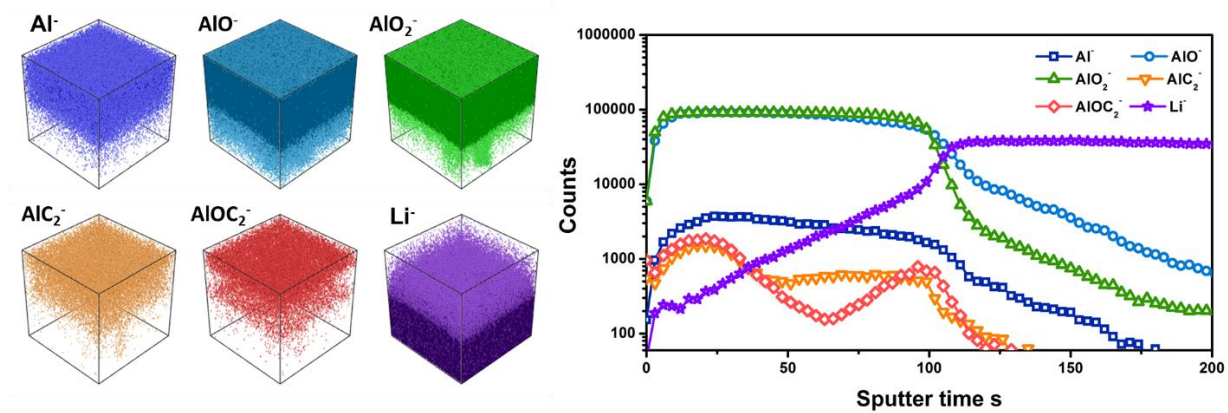 Al⁻ AlO⁻ AlO₂⁻
AlC₂⁻ AlOC₂⁻ Li⁻
1000000
100000
10000
1000
100
Counts
Al⁻ AlO⁻
AlO₂⁻ AlC₂⁻
AlOC₂⁻ Li⁻
0 50 100 150 200
Sputter time s